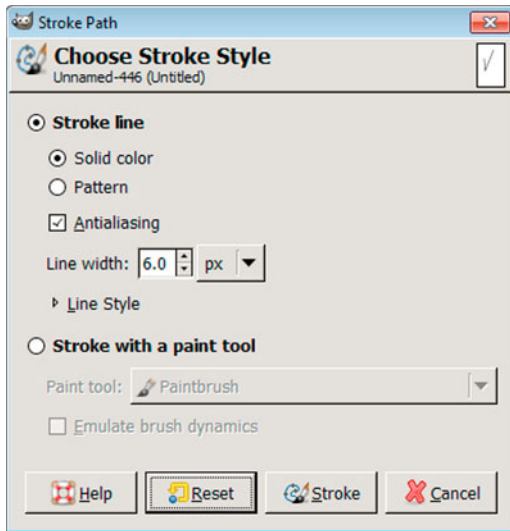 Stroke Path
Choose Stroke Style
Unnamed-446 (Untitled)
Stroke line
Solid color
Pattern
Antialiasing
Line width: 6.0 px
Line Style
Stroke with a paint tool
Paint tool: Paintbrush
Emulate brush dynamics
Help Reset Stroke Cancel